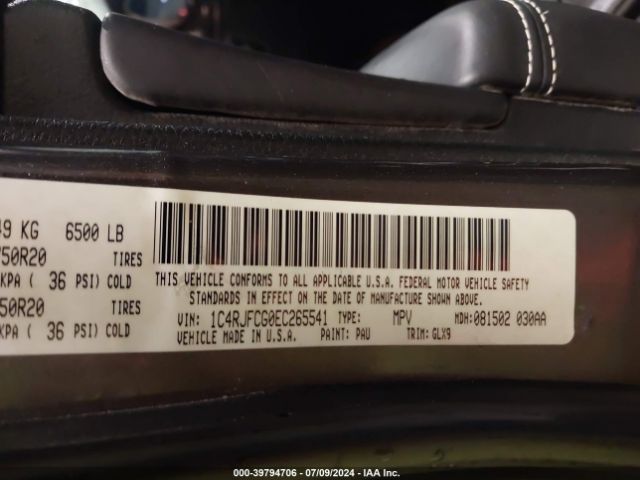 49 KG 6500 LB
50R20 TIRES
KPA ( 36 PSI) COLD
50R20 TIRES
KPA ( 36 PSI) COLD
THIS VEHICLE CONFORMS TO ALL APPLICABLE U.S.A. FEDERAL MOTOR VEHICLE SAFETY
STANDARDS IN EFFECT ON THE DATE OF MANUFACTURE SHOWN ABOVE.
VIN: 1C4RJFCG0EC265541 TYPE: MPV MDH:081502 030AA
VEHICLE MADE IN U.S.A. PAINT: PAU TRIM: GLX9
000-39794706 / 07/09/2024 - IAA Inc.